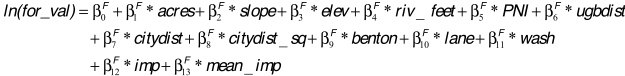 ln(for_val) = β₀ᶠ + β₁ᶠ * acres + β₂ᶠ * slope + β₃ᶠ * elev + β₄ᶠ * riv_feet + β₅ᶠ * PNI + β₆ᶠ * ugbdist
+ β₇ᶠ * citydist + β₈ᶠ * citydist_sq + β₉ᶠ * benton + β₁₀ᶠ * lane + β₁₁ᶠ * wash
+ β₁₂ᶠ * imp + β₁₃ᶠ * mean_imp